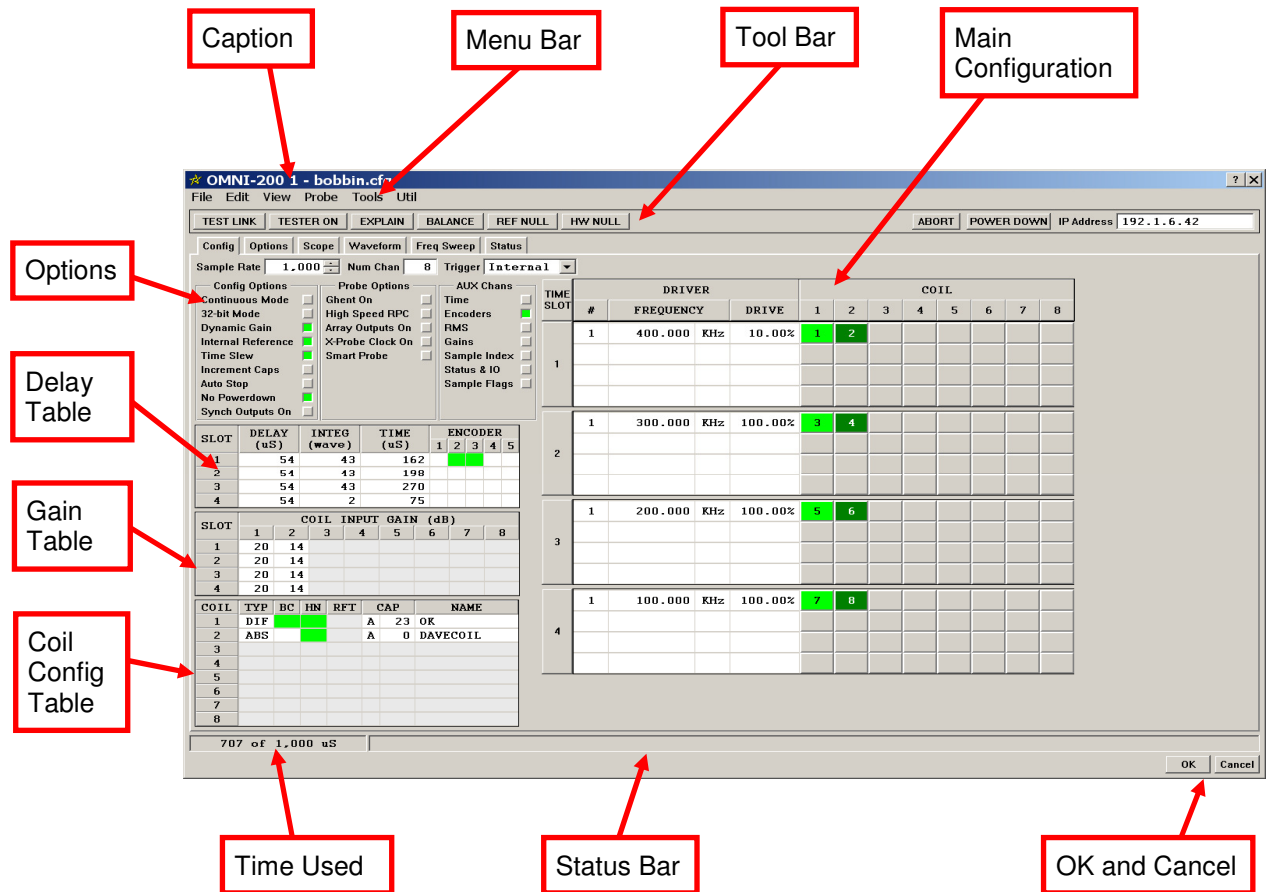 Caption
Menu Bar
Tool Bar
Main
Configuration
OMNI-200 1 - bobbin.cfg
? X
File Edit View Probe Tools Util
TEST LINK TESTER ON EXPLAIN BALANCE REF NULL HW NULL ABORT POWER DOWN IP Address 192.1.6.42
Config Options Scope Waveform Freq Sweep Status
Sample Rate 1,000 Num Chan 8 Trigger Internal
Options
Config Options
Continuous Mode
32-bit Mode
Dynamic Gain
Internal Reference
Time Slew
Increment Caps
Auto Stop
No Powerdown
Synch Outputs On
Probe Options
Ghent On
High Speed RPC
Array Outputs On
X-Probe Clock On
Smart Probe
AUX Chans
Time
Encoders
RMS
Gains
Sample Index
Status & IO
Sample Flags
Delay
Table
SLOT DELAY (uS) INTEG (wave) TIME (uS) ENCODER
1 2 3 4 5
1 54 43 162
2 54 43 198
3 54 43 270
4 54 2 75
Gain
Table
SLOT COIL INPUT GAIN (dB)
1 2 3 4 5 6 7 8
1 20 14
2 20 14
3 20 14
4 20 14
Coil
Config
Table
COIL TYP BC HN RFT CAP NAME
1 DIF A 23 OK
2 ABS A 0 DAVECOIL
3
4
5
6
7
8
TIME SLOT DRIVER COIL
# FREQUENCY DRIVE 1 2 3 4 5 6 7 8
1 1 400.000 KHz 10.00% 1 2
2 1 300.000 KHz 100.00% 3 4
3 1 200.000 KHz 100.00% 5 6
4 1 100.000 KHz 100.00% 7 8
707 of 1,000 uS
OK Cancel
Time Used
Status Bar
OK and Cancel